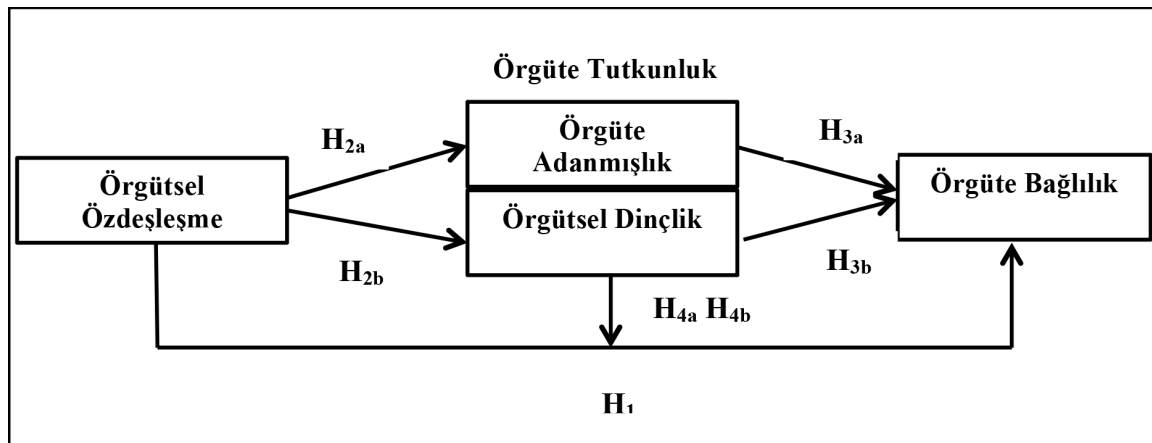 Örgüte Tutkunluk
H2a
Örgüte
Adanmışlık
H3a
Örgütsel
Özdeşleşme
Örgüte Bağlılık
Örgütsel Dinçlik
H2b
H3b
H4a H4b
H1